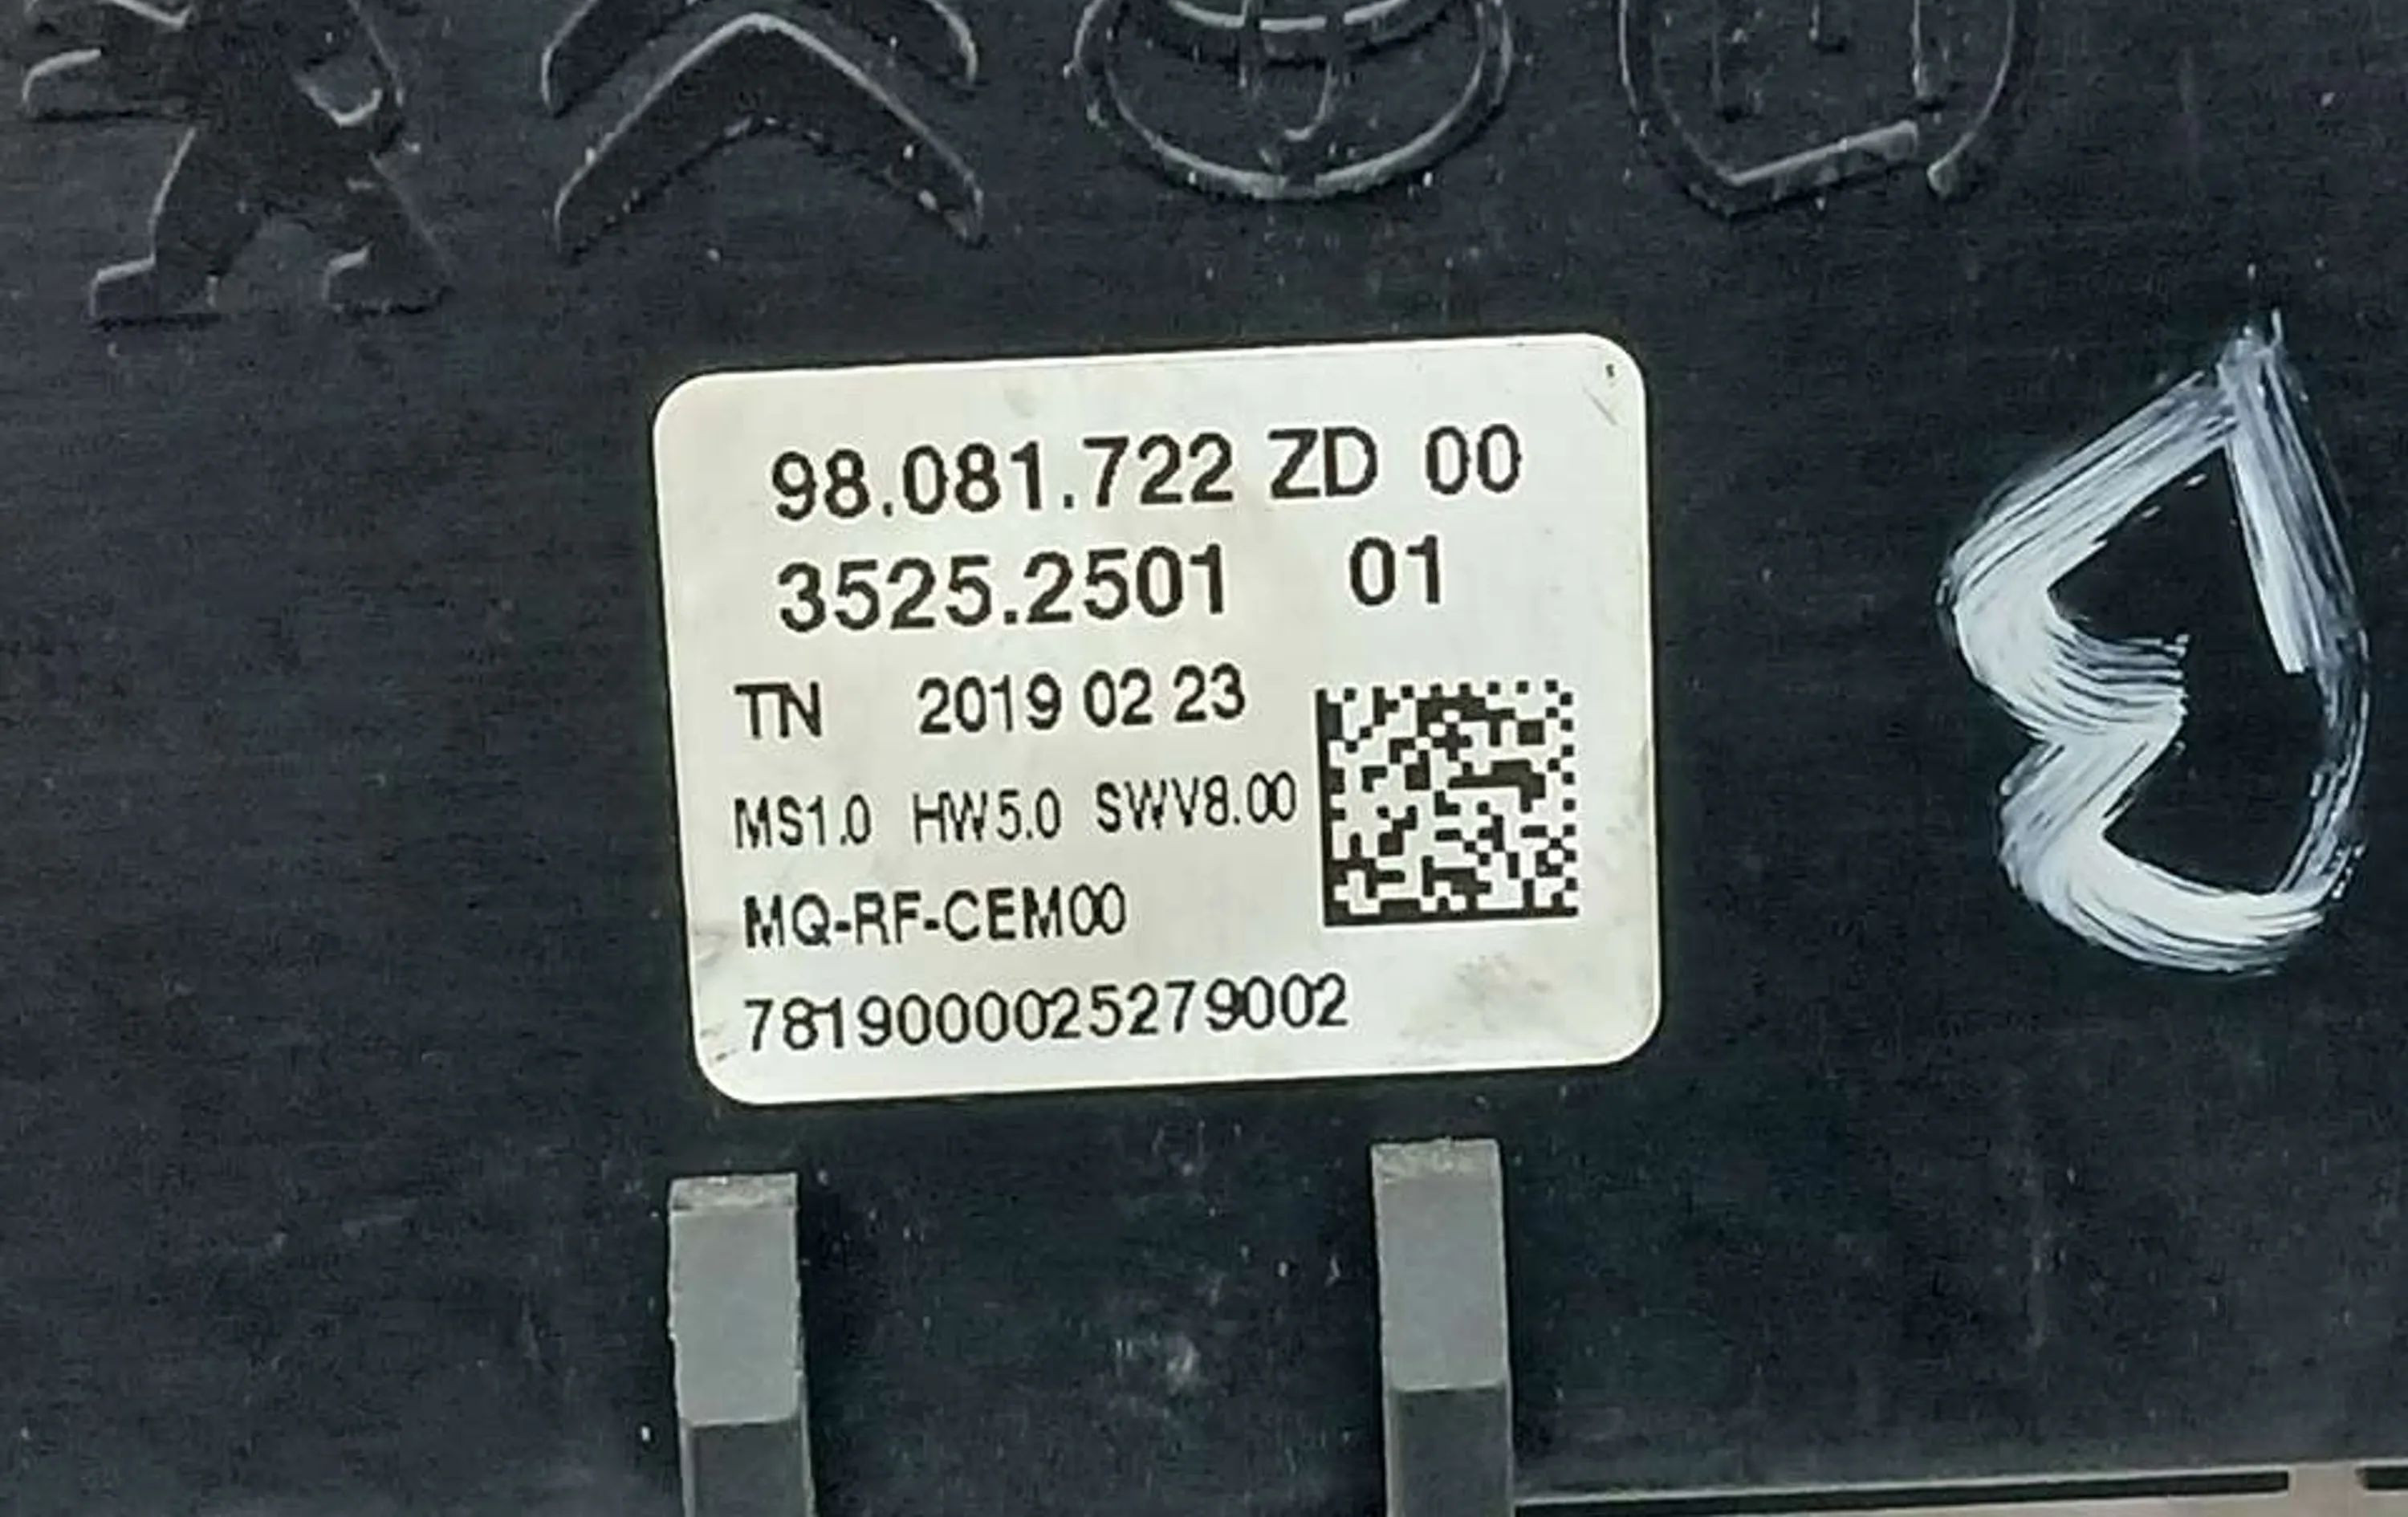 98.081.722 ZD 00
3525.2501 01
TN 2019 02 23
MS1.0 HW5.0 SWV8.00
MQ-RF-CEM00
7819000025279002